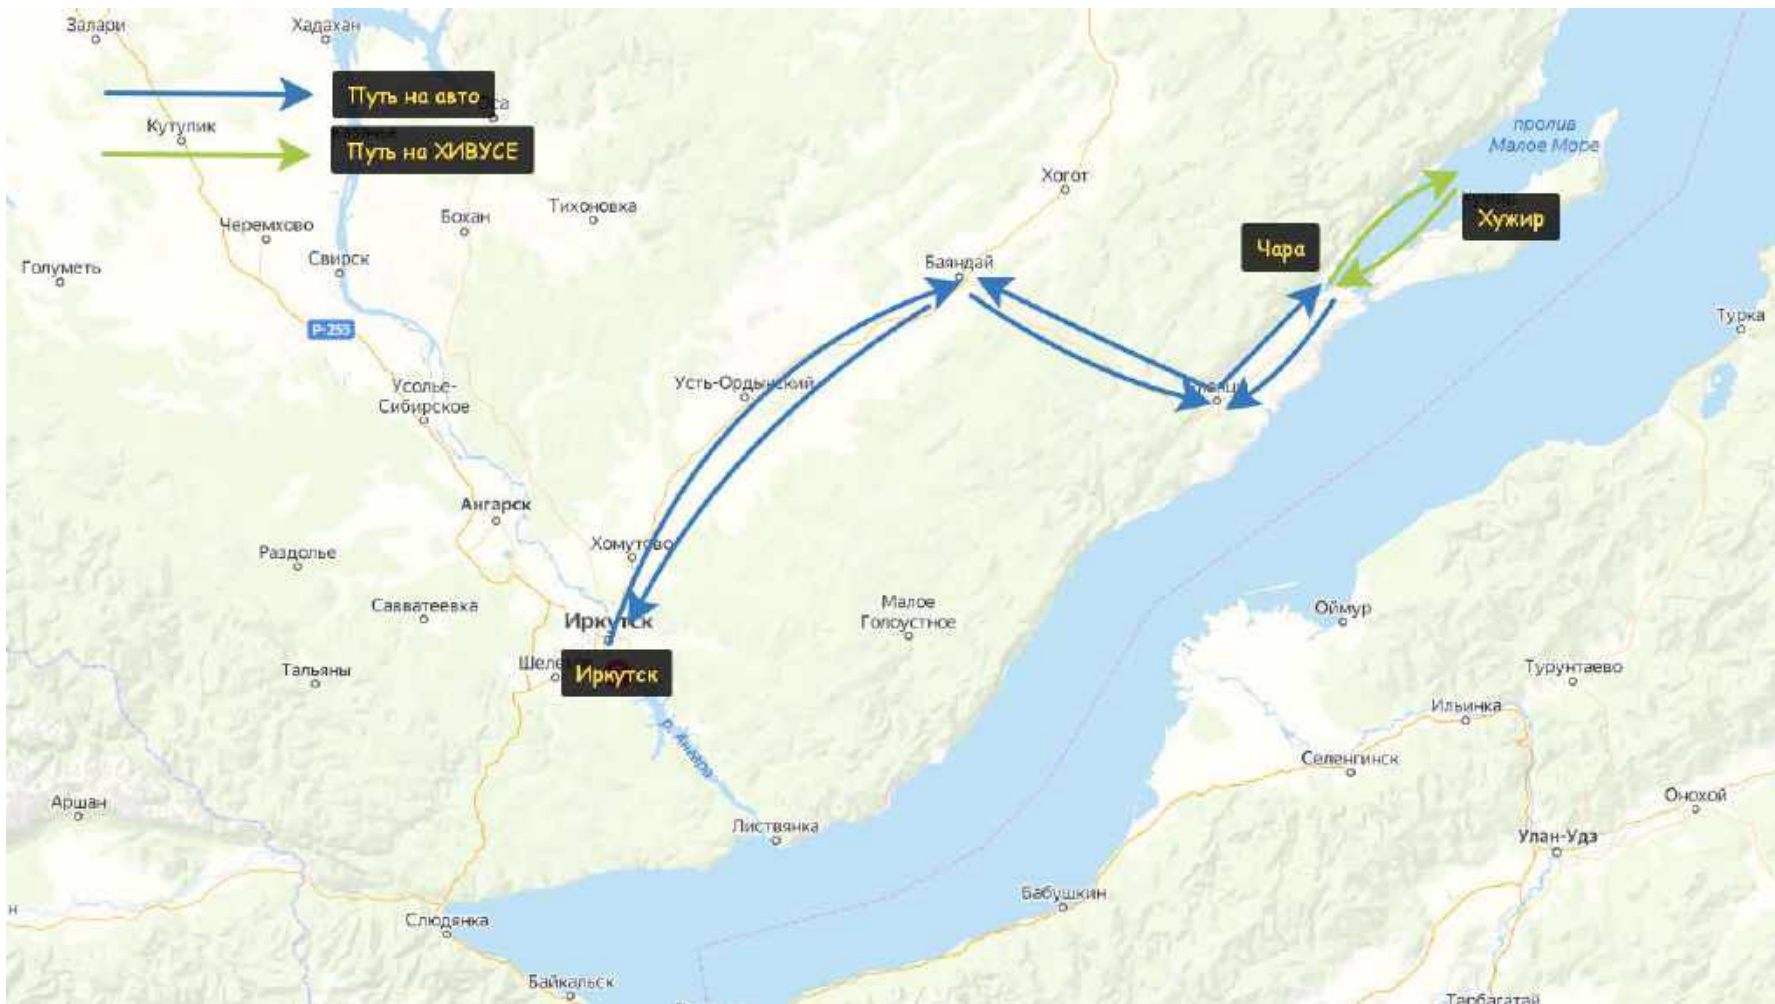 Залари
Хадахан
Путь на авто
Кутулик
Путь на ХИВУСЕ
пролив
Малое Море
Хогот
Тихоновка
Бохан
Черемхово
Хужир
Чара
Свирск
Голуметь
Баяндай
Р-255
Турка
Усть-Ордынский
Усолье-
Сибирское
Ангарск
Хомутово
Раздолье
Савватеевка
Малое
Голоустное
Оймур
Иркутск
Иркутск
Тальяны
Турунтаево
Ильинка
р. Ангара
Селенгинск
Аршан
Онохой
Листвянка
Улан-Удэ
Бабушкин
н
Слюдянка
Байкальск
Тарбагатай